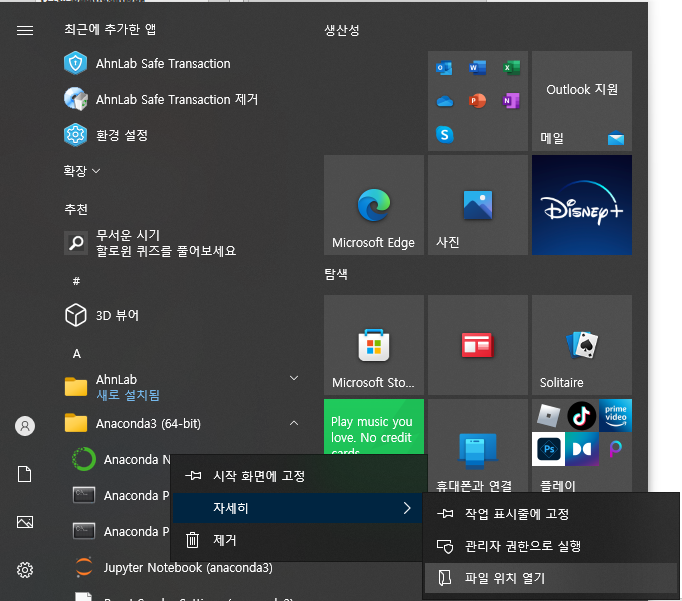 최근에 추가한 앱
AhnLab Safe Transaction
AhnLab Safe Transaction 제거
환경 설정
확장
추천
무서운 시기
할로윈 퀴즈를 풀어보세요
#
3D 뷰어
A
AhnLab
새로 설치됨
Anaconda3 (64-bit)
Anaconda N
Anaconda P
Anaconda P
Jupyter Notebook (anaconda3)
생산성
Outlook 지원
메일
Microsoft Edge
사진
Disney+
탐색
Microsoft Sto...
Solitaire
Play music you
love. No credit
cards
휴대폰과 연결
prime
video
Ps
플레이
시작 화면에 고정
자세히
제거
작업 표시줄에 고정
관리자 권한으로 실행
파일 위치 열기